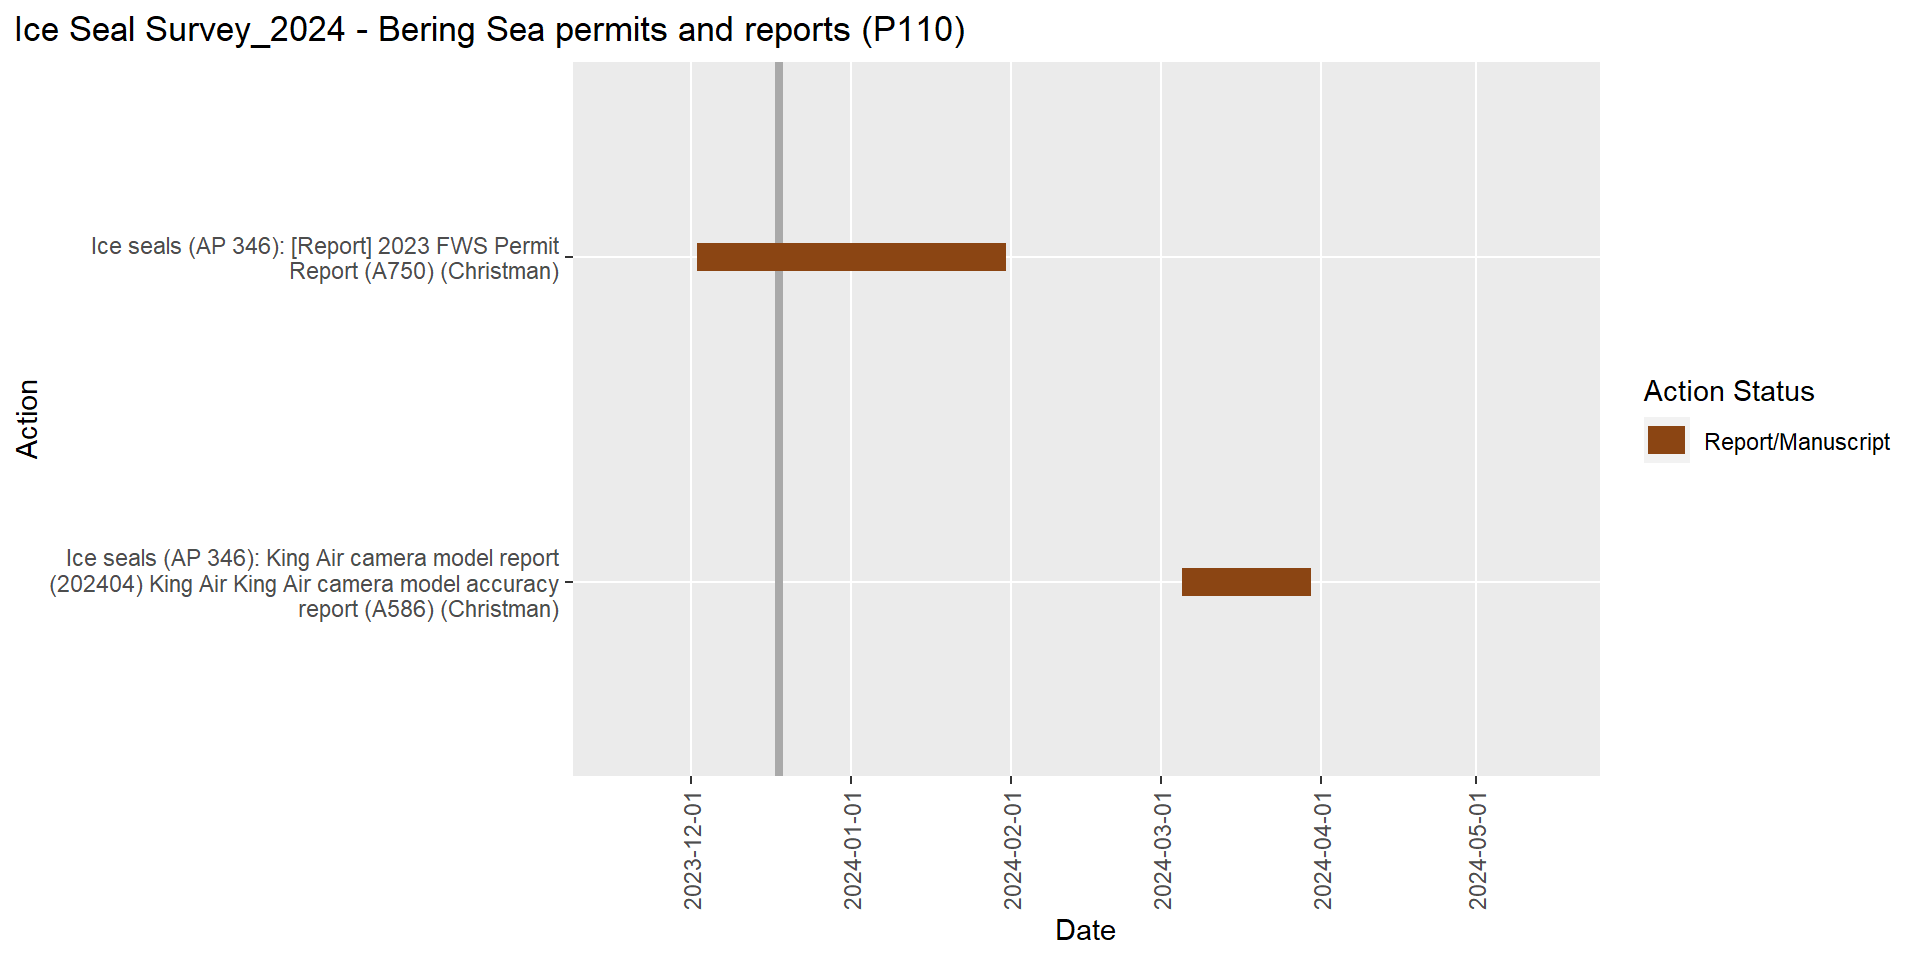 Ice Seal Survey_2024 - Bering Sea permits and reports (P110)
Action
Ice seals (AP 346): [Report] 2023 FWS Permit
Report (A750) (Christman)
Ice seals (AP 346): King Air camera model report
(202404) King Air King Air camera model accuracy
report (A586) (Christman)
2023-12-01
2024-01-01
2024-02-01
2024-03-01
2024-04-01
2024-05-01
Date
Action Status
Report/Manuscript